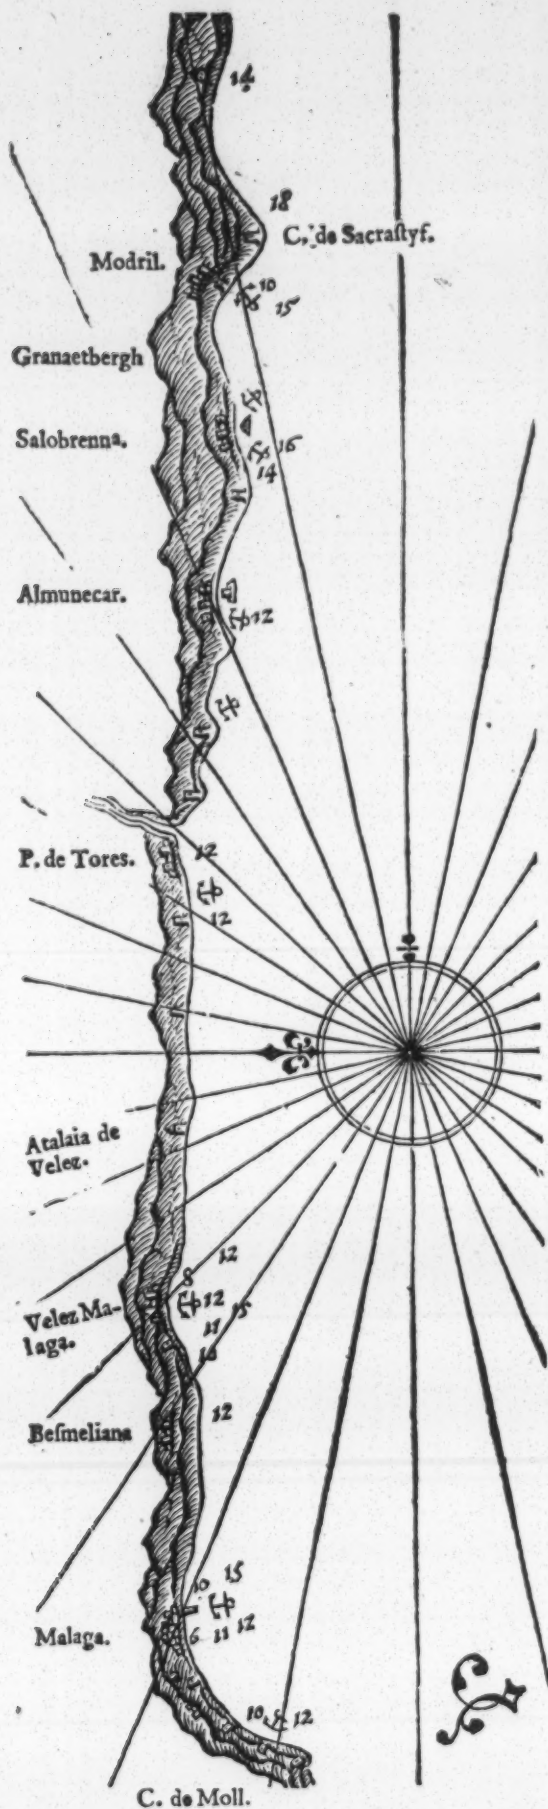 14
18
C. de Sacraſtyf.
Modril.
10
15
Granaetbergh
Salobrenna.
16
14
Almunecar.
12
12
P. de Tores.
12
Atalaia de
Velez.
12
8
12
15
11
10
Velez Ma-
laga.
12
Beſmeliana
10
15
Malaga.
6
11
12
10
12
C. de Moll.